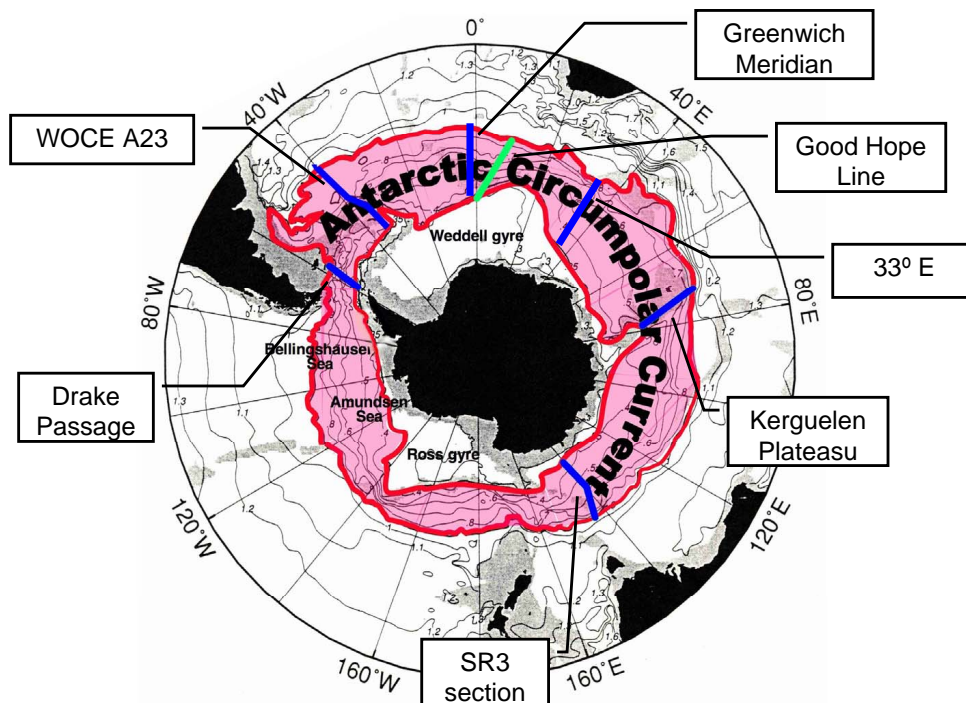 Greenwich
Meridian
0°
40°W
40°E
WOCE A23
Good Hope
Line
Antarctic Circumpolar Current
Weddell gyre
33º E
80°W
80°E
Bellingshausen
Sea
Drake
Passage
Amundsen
Sea
Kerguelen
Plateasu
Ross gyre
120°W
120°E
SR3
section
160°W
160°E